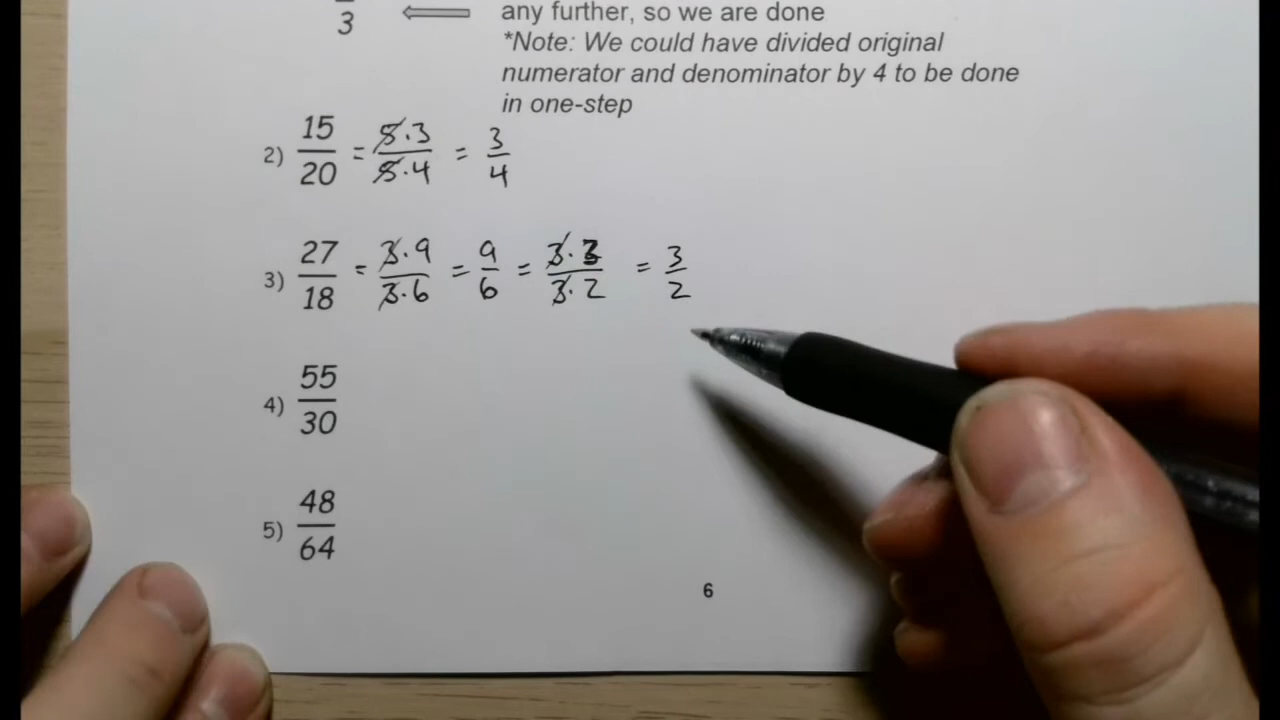 3 ⟸ any further, so we are done
*Note: We could have divided original
numerator and denominator by 4 to be done
in one-step
2) 15/20 = 5·3/5·4 = 3/4
3) 27/18 = 3·9/3·6 = 9/6 = 3·3/3·2 = 3/2
4) 55/30
5) 48/64
6